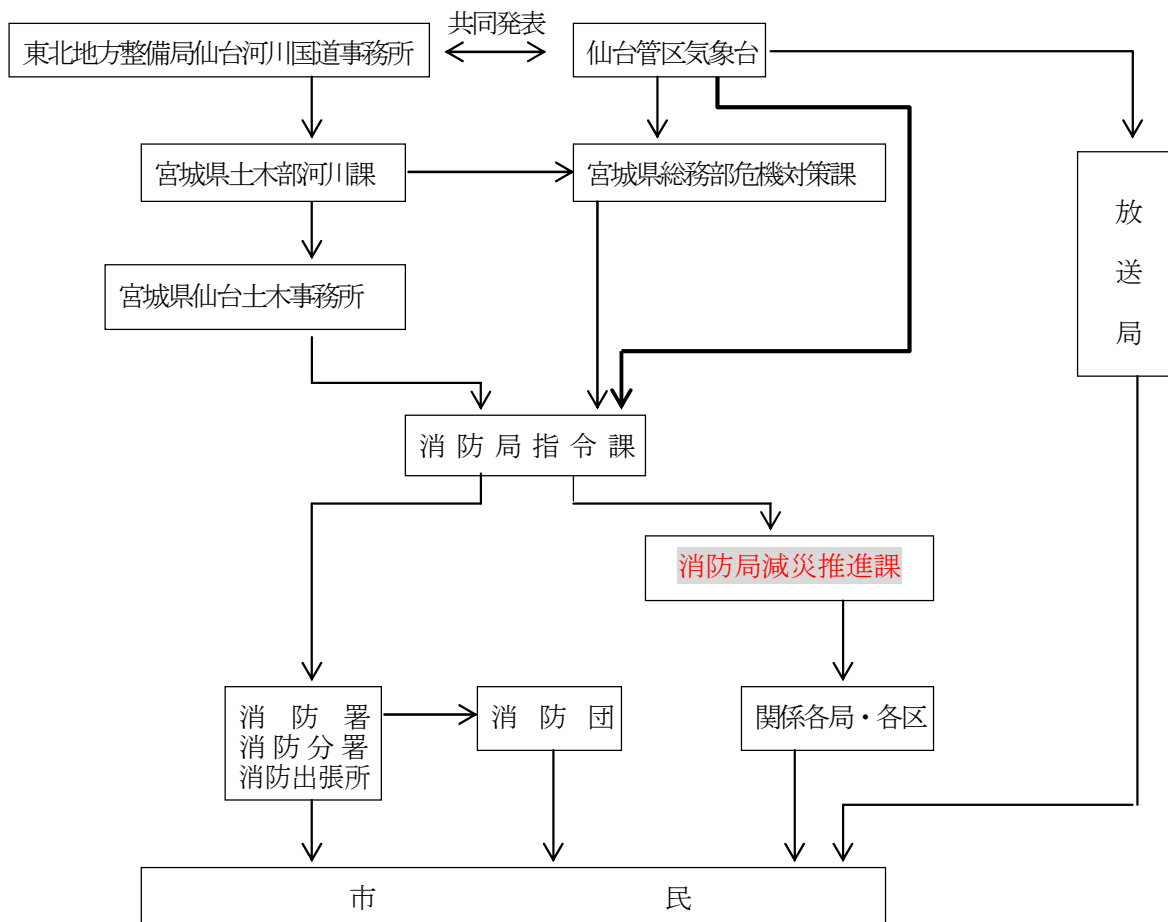 共同発表
東北地方整備局仙台河川国道事務所
仙台管区気象台
宮城県土木部河川課
宮城県総務部危機対策課
放送局
宮城県仙台土木事務所
消防局指令課
消防局減災推進課
消防署
消防分署
消防出張所
消防団
関係各局・各区
市民